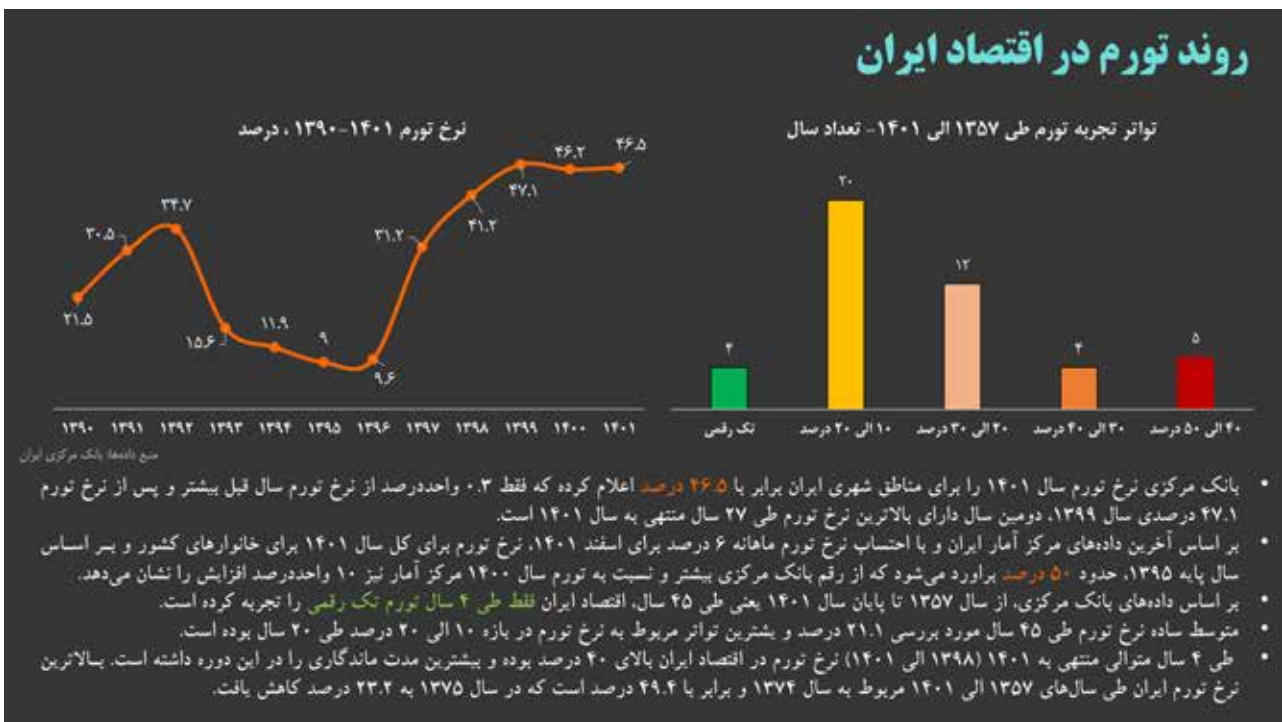 روند تورم در اقتصاد ایران
تواتر تجربه تورم طی ۱۳۵۷ الی ۱۴۰۱- تعداد سال
۴
۲۰
۱۲
۴
۵
تک رقمی
۱۰ الی ۲۰ درصد
۲۰ الی ۳۰ درصد
۳۰ الی ۴۰ درصد
۴۰ الی ۵۰ درصد
نرخ تورم ۱۴۰۱-۱۳۹۰ ، درصد
۲۱.۵
۳۰.۵
۳۴.۷
۱۵.۶
۱۱.۹
۹
۹.۶
۳۱.۲
۴۱.۲
۴۷.۱
۴۶.۲
۴۶.۵
۱۳۹۰ ۱۳۹۱ ۱۳۹۲ ۱۳۹۳ ۱۳۹۴ ۱۳۹۵ ۱۳۹۶ ۱۳۹۷ ۱۳۹۸ ۱۳۹۹ ۱۴۰۰ ۱۴۰۱
منبع داده‌ها: بانک مرکزی ایران
• بانک مرکزی نرخ تورم سال ۱۴۰۱ را برای مناطق شهری ایران برابر با ۴۶.۵ درصد اعلام کرده که فقط ۰.۳ واحددرصد از نرخ تورم سال قبل بیشتر و پس از نرخ تورم
۴۷.۱ درصدی سال ۱۳۹۹، دومین سال دارای بالاترین نرخ تورم طی ۲۷ سال منتهی به سال ۱۴۰۱ است.
• بر اساس آخرین داده‌های مرکز آمار ایران و با احتساب نرخ تورم ماهانه ۶ درصد برای اسفند ۱۴۰۱، نرخ تورم برای کل سال ۱۴۰۱ برای خانوارهای کشور و بر اساس
سال پایه ۱۳۹۵، حدود ۵۰ درصد براورد می‌شود که از رقم بانک مرکزی بیشتر و نسبت به تورم سال ۱۴۰۰ مرکز آمار نیز ۱۰ واحددرصد افزایش را نشان می‌دهد.
• بر اساس داده‌های بانک مرکزی، از سال ۱۳۵۷ تا پایان سال ۱۴۰۱ یعنی طی ۴۵ سال، اقتصاد ایران فقط طی ۴ سال تورم تک رقمی را تجربه کرده است.
• متوسط ساده نرخ تورم طی ۴۵ سال مورد بررسی ۲۱.۱ درصد و یشترین تواتر مربوط به نرخ تورم در بازه ۱۰ الی ۲۰ درصد طی ۲۰ سال بوده است.
• طی ۴ سال متوالی منتهی به ۱۴۰۱ (۱۳۹۸ الی ۱۴۰۱) نرخ تورم در اقتصاد ایران بالای ۴۰ درصد بوده و بیشترین مدت ماندگاری را در این دوره داشته است. بالاترین
نرخ تورم ایران طی سال‌های ۱۳۵۷ الی ۱۴۰۱ مربوط به سال ۱۳۷۴ و برابر با ۴۹.۴ درصد است که در سال ۱۳۷۵ به ۲۳.۲ درصد کاهش یافت.